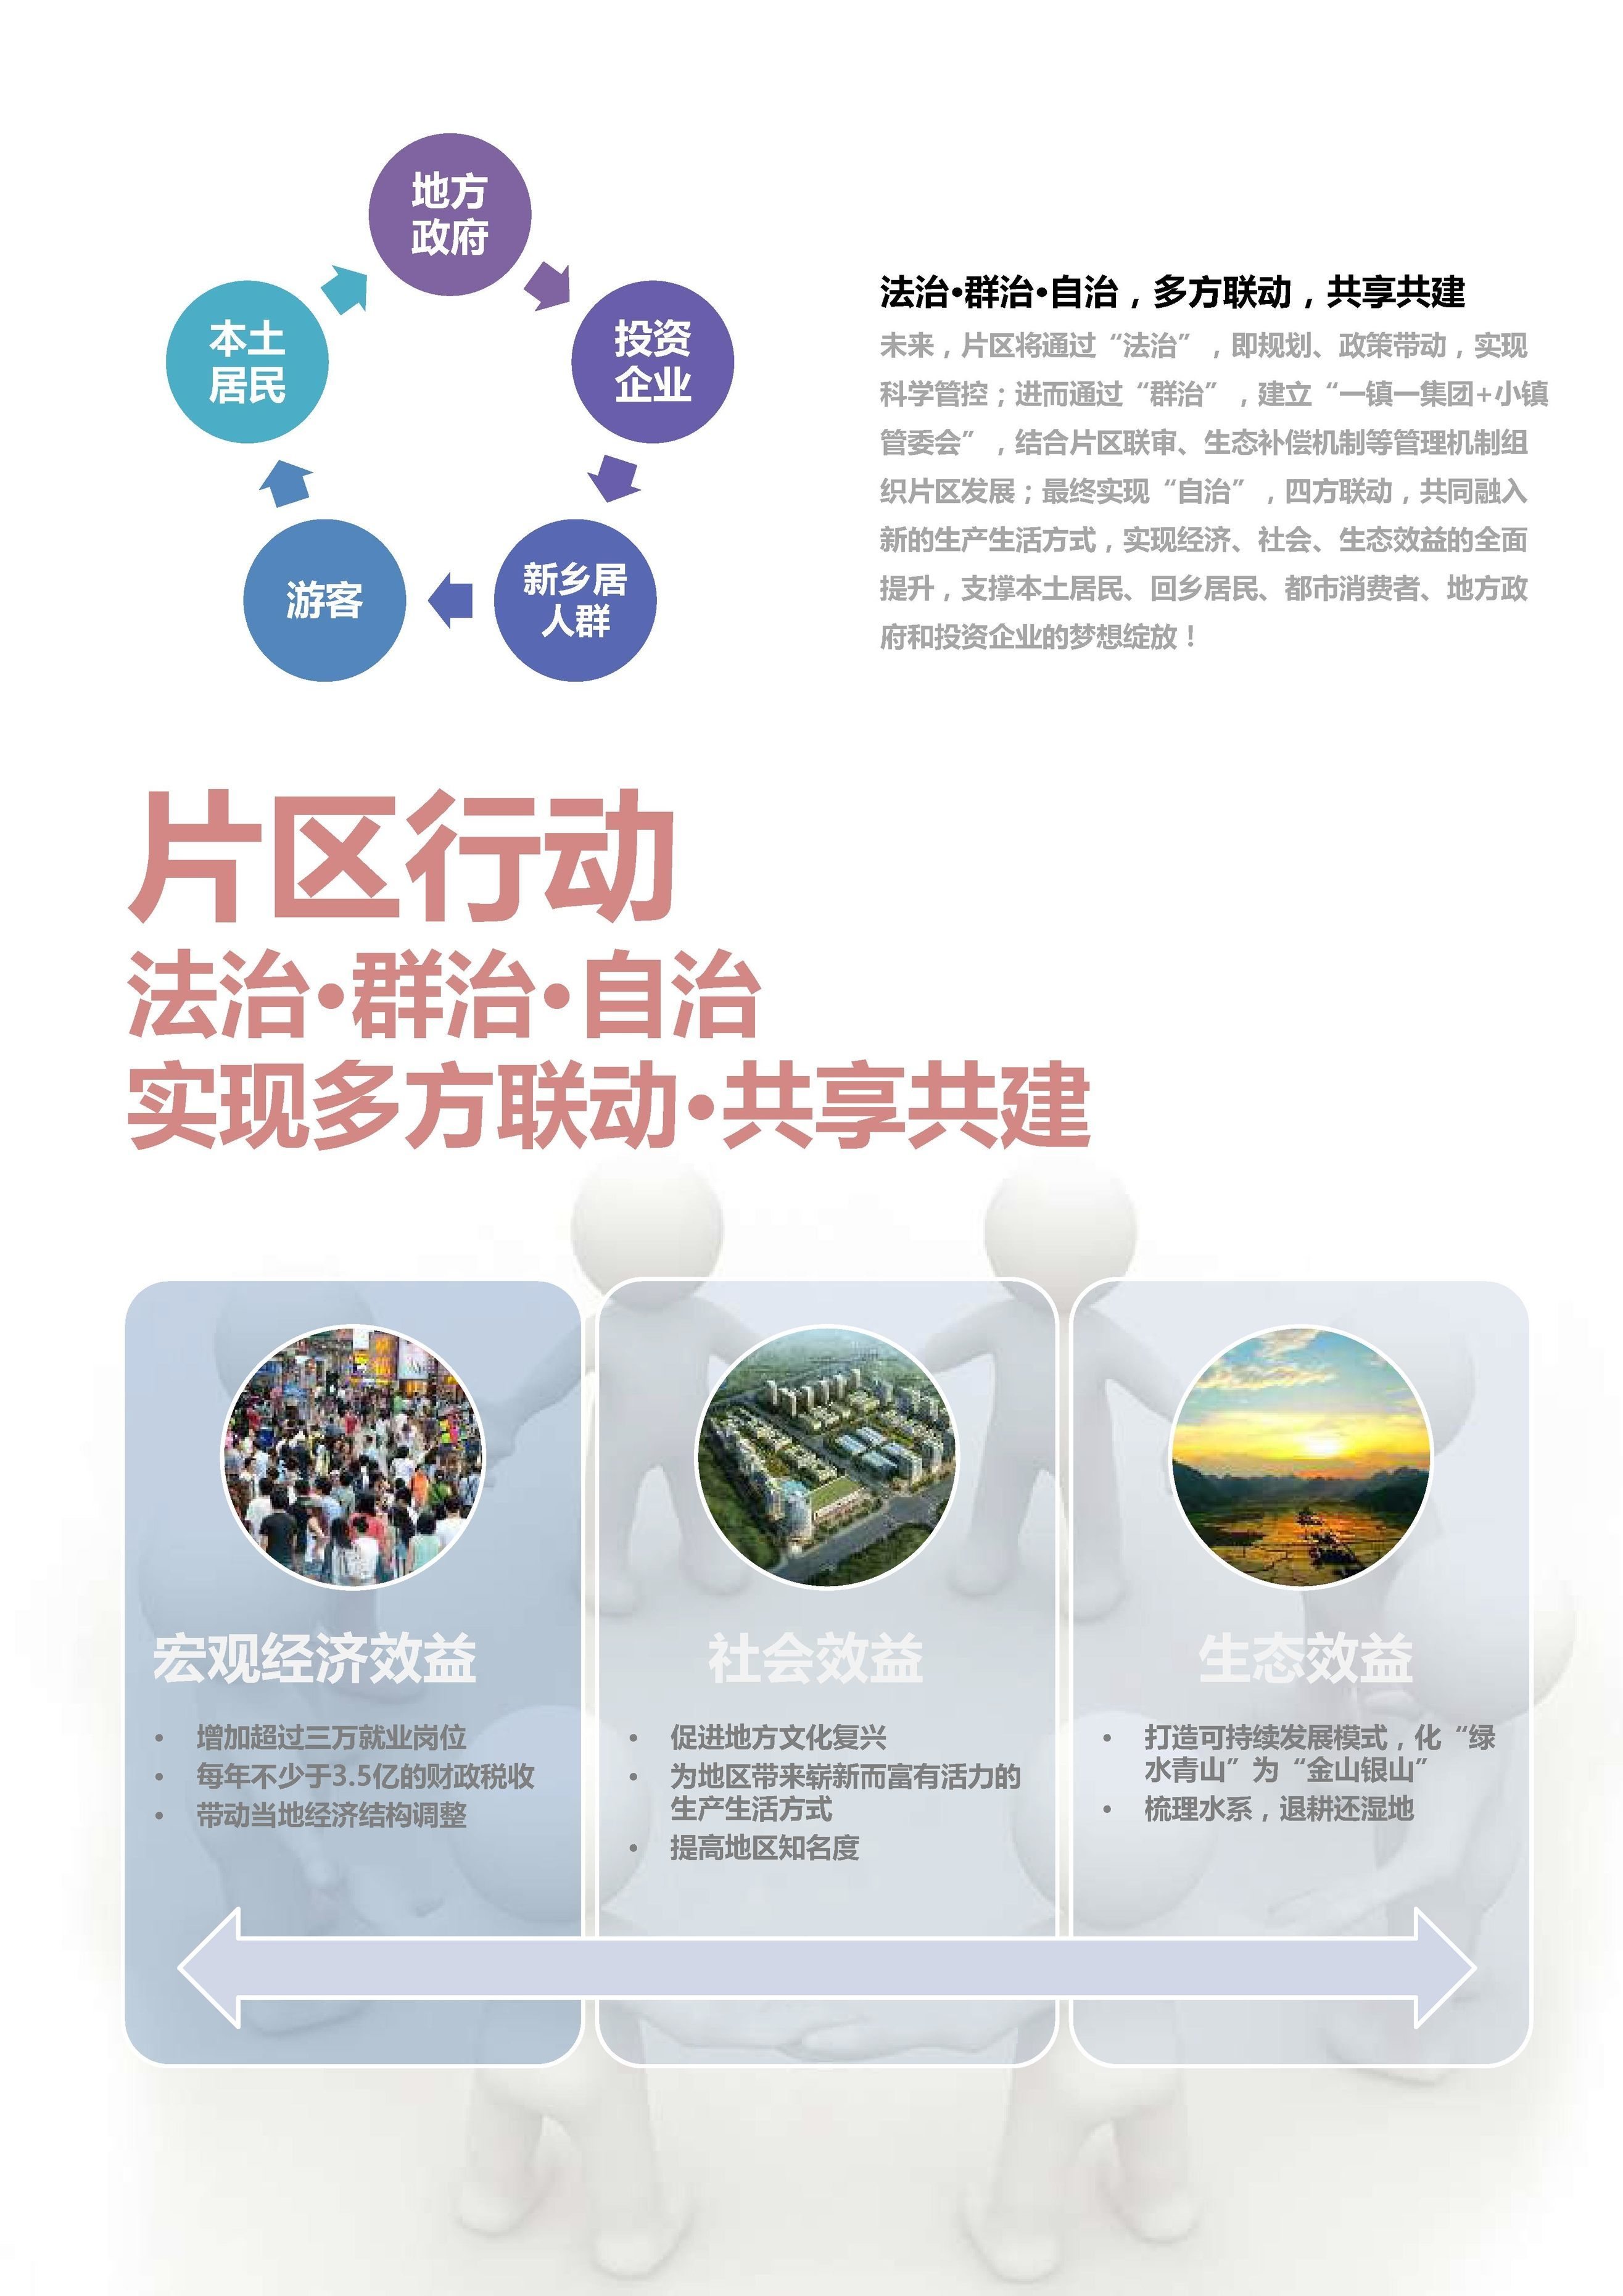 地方
政府
投资
企业
新乡居
人群
游客
本土
居民
法治•群治•自治，多方联动，共享共建
未来，片区将通过“法治”，即规划、政策带动，实现
科学管控；进而通过“群治”，建立“一镇一集团+小镇
管委会”，结合片区联审、生态补偿机制等管理机制组
织片区发展；最终实现“自治”，四方联动，共同融入
新的生产生活方式，实现经济、社会、生态效益的全面
提升，支撑本土居民、回乡居民、都市消费者、地方政
府和投资企业的梦想绽放！
片区行动
法治•群治•自治
实现多方联动•共享共建
宏观经济效益
• 增加超过三万就业岗位
• 每年不少于3.5亿的财政税收
• 带动当地经济结构调整
社会效益
• 促进地方文化复兴
• 为地区带来崭新而富有活力的
生产生活方式
• 提高地区知名度
生态效益
• 打造可持续发展模式，化“绿
水青山”为“金山银山”
• 梳理水系，退耕还湿地